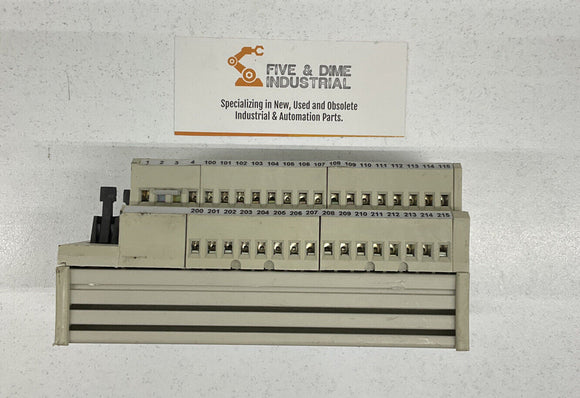 FIVE & DIME
INDUSTRIAL
Specializing in New, Used and Obsolete
Industrial & Automation Parts.
1 2 3 4 100 101 102 103 104 105 106 107 108 109 110 111 112 113 114 115
200 201 202 203 204 205 206 207 208 209 210 211 212 213 214 215